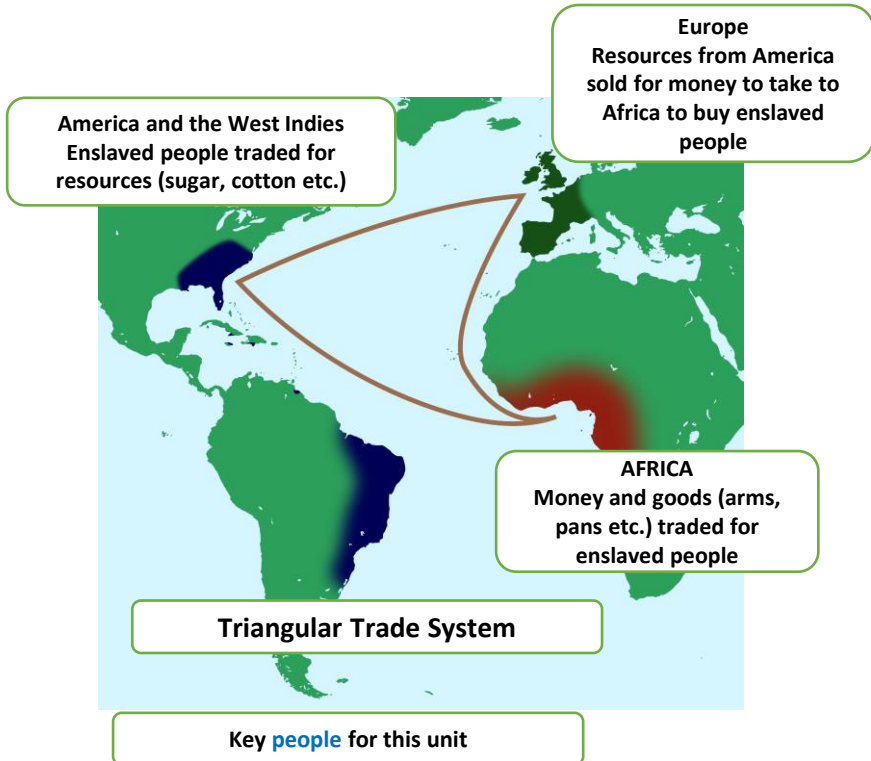 Europe
Resources from America
sold for money to take to
Africa to buy enslaved
people
America and the West Indies
Enslaved people traded for
resources (sugar, cotton etc.)
AFRICA
Money and goods (arms,
pans etc.) traded for
enslaved people
Triangular Trade System
Key people for this unit